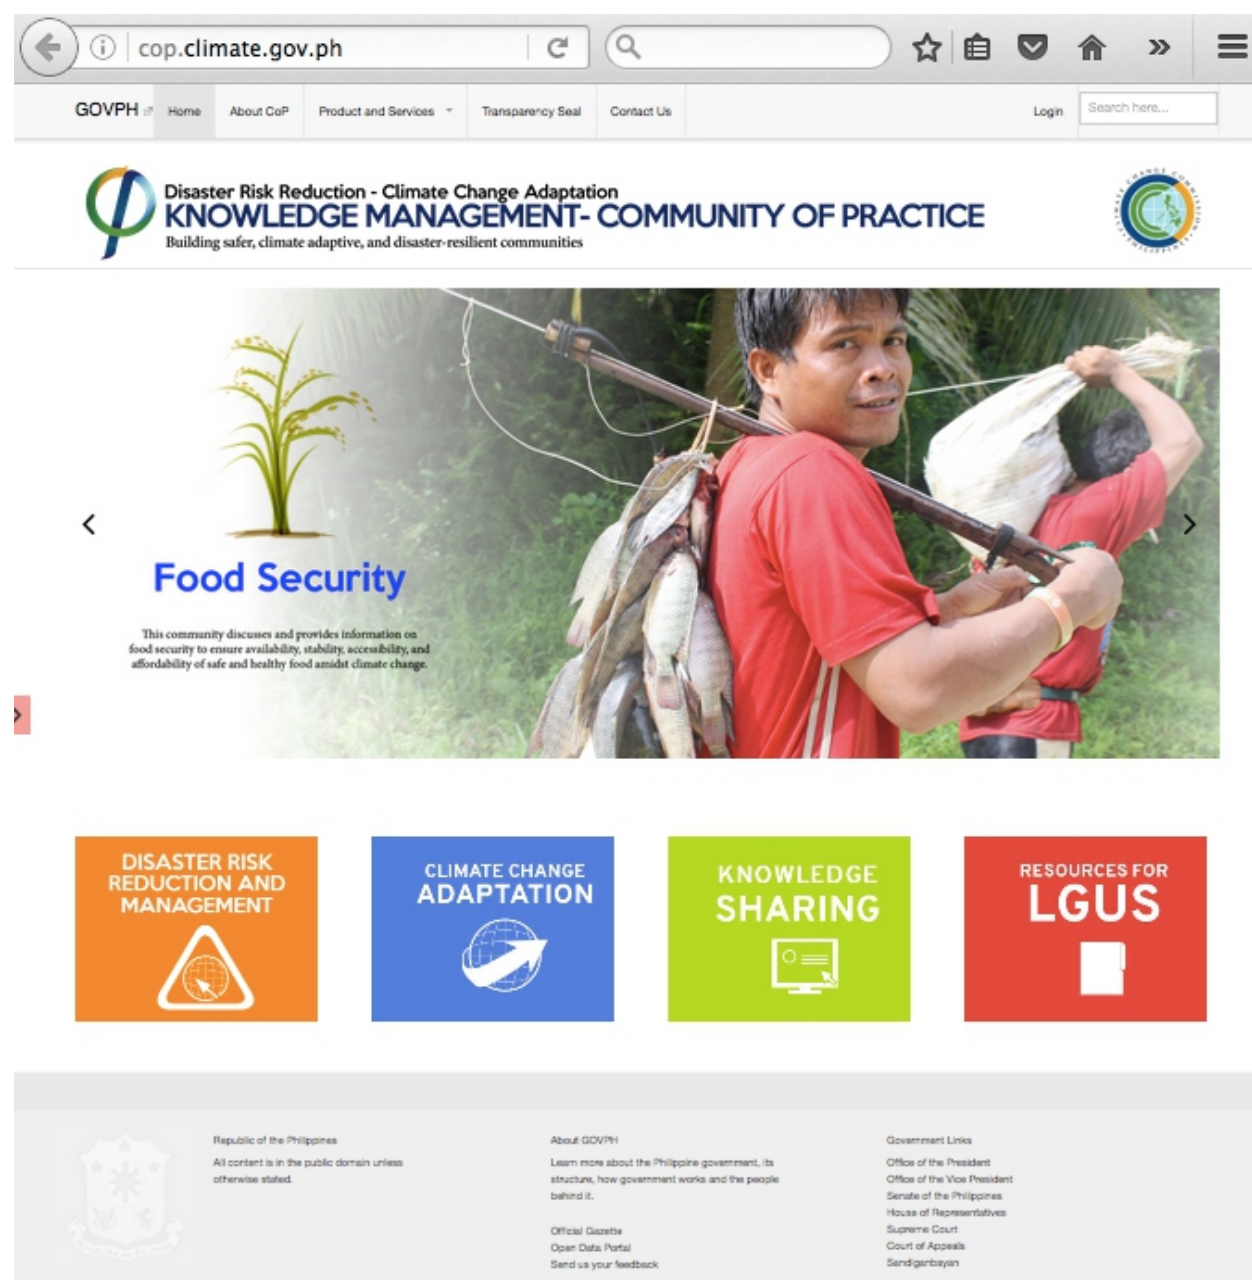 cop.climate.gov.ph
GOVPH
Home
About CoP
Product and Services
Transparency Seal
Contact Us
Login
Search here...
Disaster Risk Reduction - Climate Change Adaptation
KNOWLEDGE MANAGEMENT- COMMUNITY OF PRACTICE
Building safer, climate adaptive, and disaster-resilient communities
Food Security
This community discusses and provides information on
food security to ensure availability, stability, accessibility, and
affordability of safe and healthy food amidst climate change.
DISASTER RISK
REDUCTION AND
MANAGEMENT
CLIMATE CHANGE
ADAPTATION
KNOWLEDGE
SHARING
RESOURCES FOR
LGUS
Republic of the Philippines
All content is in the public domain unless
otherwise stated.
About GOVPH
Learn more about the Philippine government, its
structure, how government works and the people
behind it.
Official Gazette
Open Data Portal
Send us your feedback
Government Links
Office of the President
Office of the Vice President
Senate of the Philippines
House of Representatives
Supreme Court
Court of Appeals
Sandiganbayan